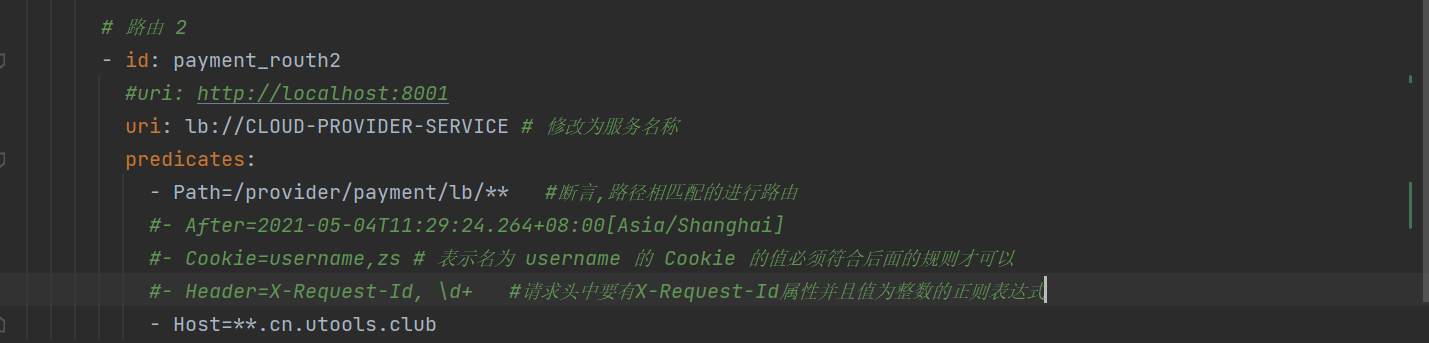 # 路由 2
- id: payment_routh2
#uri: http://localhost:8001
uri: lb://CLOUD-PROVIDER-SERVICE # 修改为服务名称
predicates:
- Path=/provider/payment/lb/** #断言,路径相匹配的进行路由
#- After=2021-05-04T11:29:24.264+08:00[Asia/Shanghai]
#- Cookie=username,zs # 表示名为 username 的 Cookie 的值必须符合后面的规则才可以
#- Header=X-Request-Id, \d+ #请求头中要有X-Request-Id属性并且值为整数的正则表达式
- Host=**.cn.utools.club